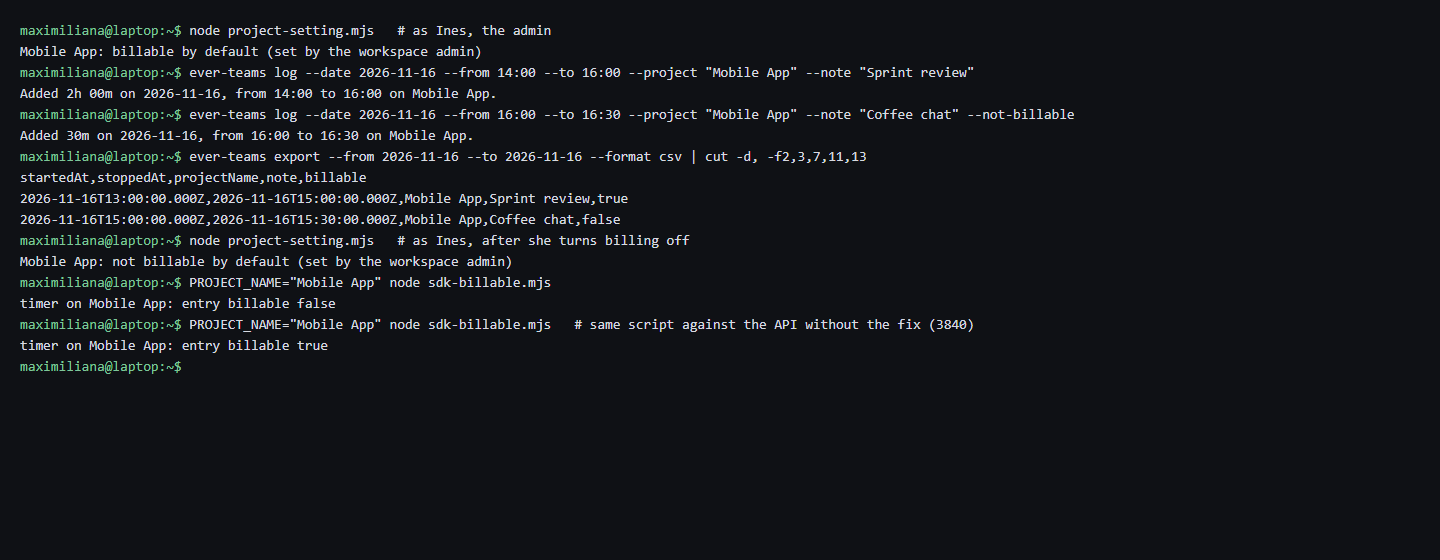 maximiliana@laptop:~$ node project-setting.mjs   # as Ines, the admin
Mobile App: billable by default (set by the workspace admin)
maximiliana@laptop:~$ ever-teams log --date 2026-11-16 --from 14:00 --to 16:00 --project "Mobile App" --note "Sprint review"
Added 2h 00m on 2026-11-16, from 14:00 to 16:00 on Mobile App.
maximiliana@laptop:~$ ever-teams log --date 2026-11-16 --from 16:00 --to 16:30 --project "Mobile App" --note "Coffee chat" --not-billable
Added 30m on 2026-11-16, from 16:00 to 16:30 on Mobile App.
maximiliana@laptop:~$ ever-teams export --from 2026-11-16 --to 2026-11-16 --format csv | cut -d, -f2,3,7,11,13
startedAt,stoppedAt,projectName,note,billable
2026-11-16T13:00:00.000Z,2026-11-16T15:00:00.000Z,Mobile App,Sprint review,true
2026-11-16T15:00:00.000Z,2026-11-16T15:30:00.000Z,Mobile App,Coffee chat,false
maximiliana@laptop:~$ node project-setting.mjs   # as Ines, after she turns billing off
Mobile App: not billable by default (set by the workspace admin)
maximiliana@laptop:~$ PROJECT_NAME="Mobile App" node sdk-billable.mjs
timer on Mobile App: entry billable false
maximiliana@laptop:~$ PROJECT_NAME="Mobile App" node sdk-billable.mjs   # same script against the API without the fix (3840)
timer on Mobile App: entry billable true
maximiliana@laptop:~$